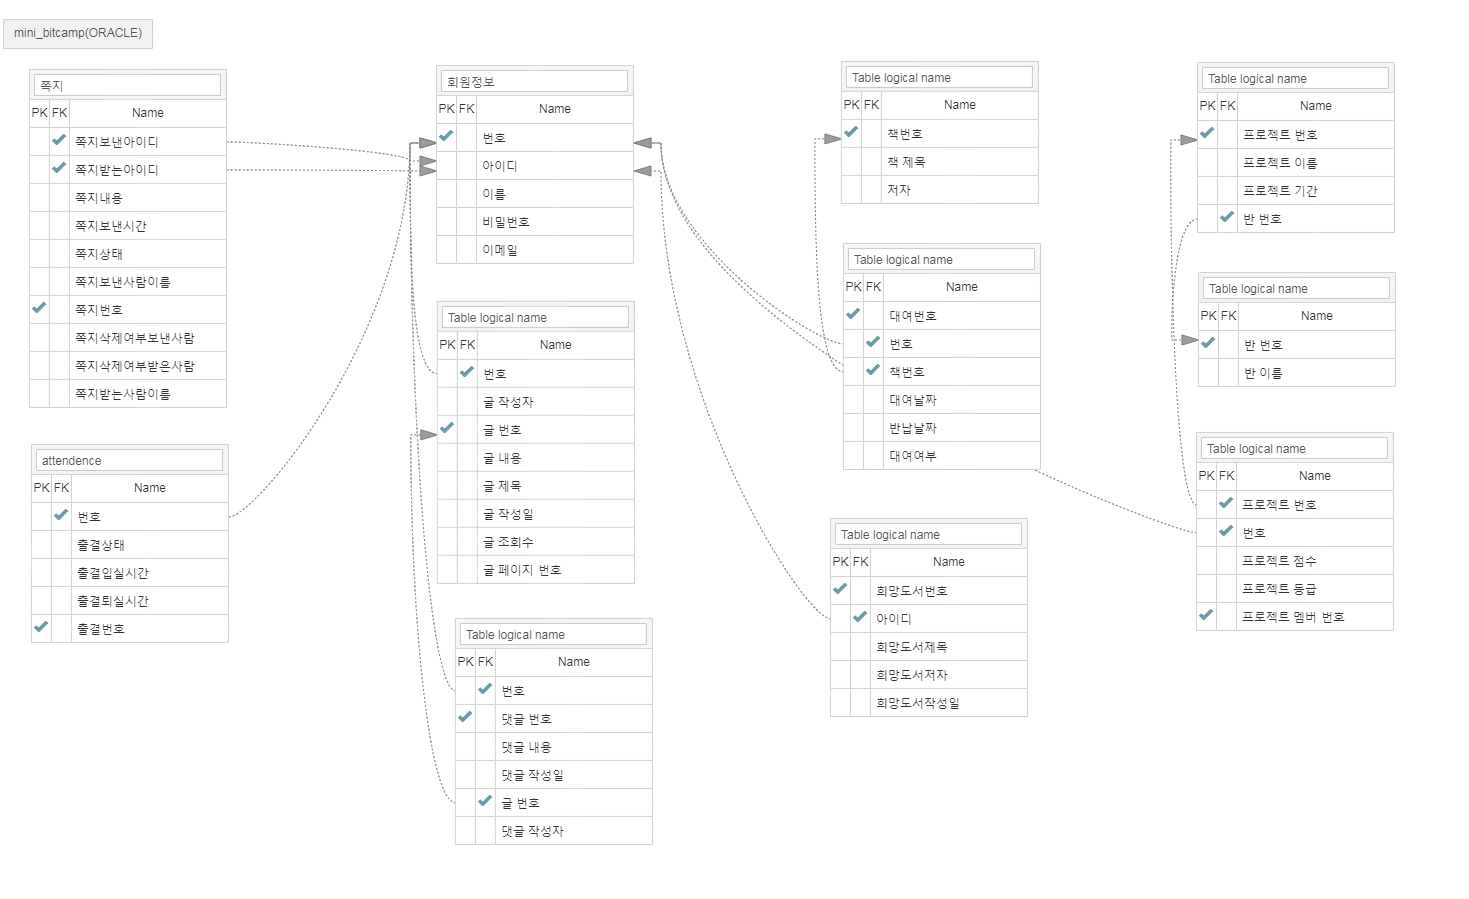 mini_bitcamp(ORACLE)
쪽지
PK FK Name
쪽지보낸아이디
쪽지받는아이디
쪽지내용
쪽지보낸시간
쪽지상태
쪽지보낸사람이름
쪽지번호
쪽지삭제여부보낸사람
쪽지삭제여부받은사람
쪽지받는사람이름
attendence
PK FK Name
번호
출결상태
출결입실시간
출결퇴실시간
출결번호
회원정보
PK FK Name
번호
아이디
이름
비밀번호
이메일
Table logical name
PK FK Name
번호
글 작성자
글 번호
글 내용
글 제목
글 작성일
글 조회수
글 페이지 번호
Table logical name
PK FK Name
번호
댓글 번호
댓글 내용
댓글 작성일
글 번호
댓글 작성자
Table logical name
PK FK Name
책번호
책 제목
저자
Table logical name
PK FK Name
대여번호
번호
책번호
대여날짜
반납날짜
대여여부
Table logical name
PK FK Name
희망도서번호
아이디
희망도서제목
희망도서저자
희망도서작성일
Table logical name
PK FK Name
프로젝트 번호
프로젝트 이름
프로젝트 기간
반 번호
Table logical name
PK FK Name
반 번호
반 이름
Table logical name
PK FK Name
프로젝트 번호
번호
프로젝트 점수
프로젝트 등급
프로젝트 멤버 번호